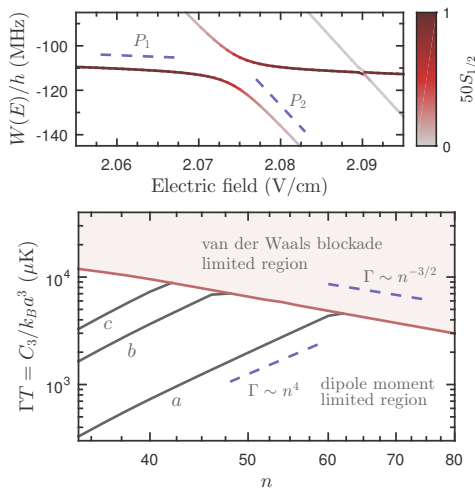 W(E)/h (MHz)
-100
-120
-140
P₁
P₂
2.06
2.07
2.08
2.09
Electric field (V/cm)
1
0
50S₁/₂
ΓT = C₃/k_B a³ (μK)
10⁴
10³
van der Waals blockade
limited region
Γ ∼ n⁻³/²
c
b
a
Γ ∼ n⁴
dipole moment
limited region
40
50
60
70
80
n